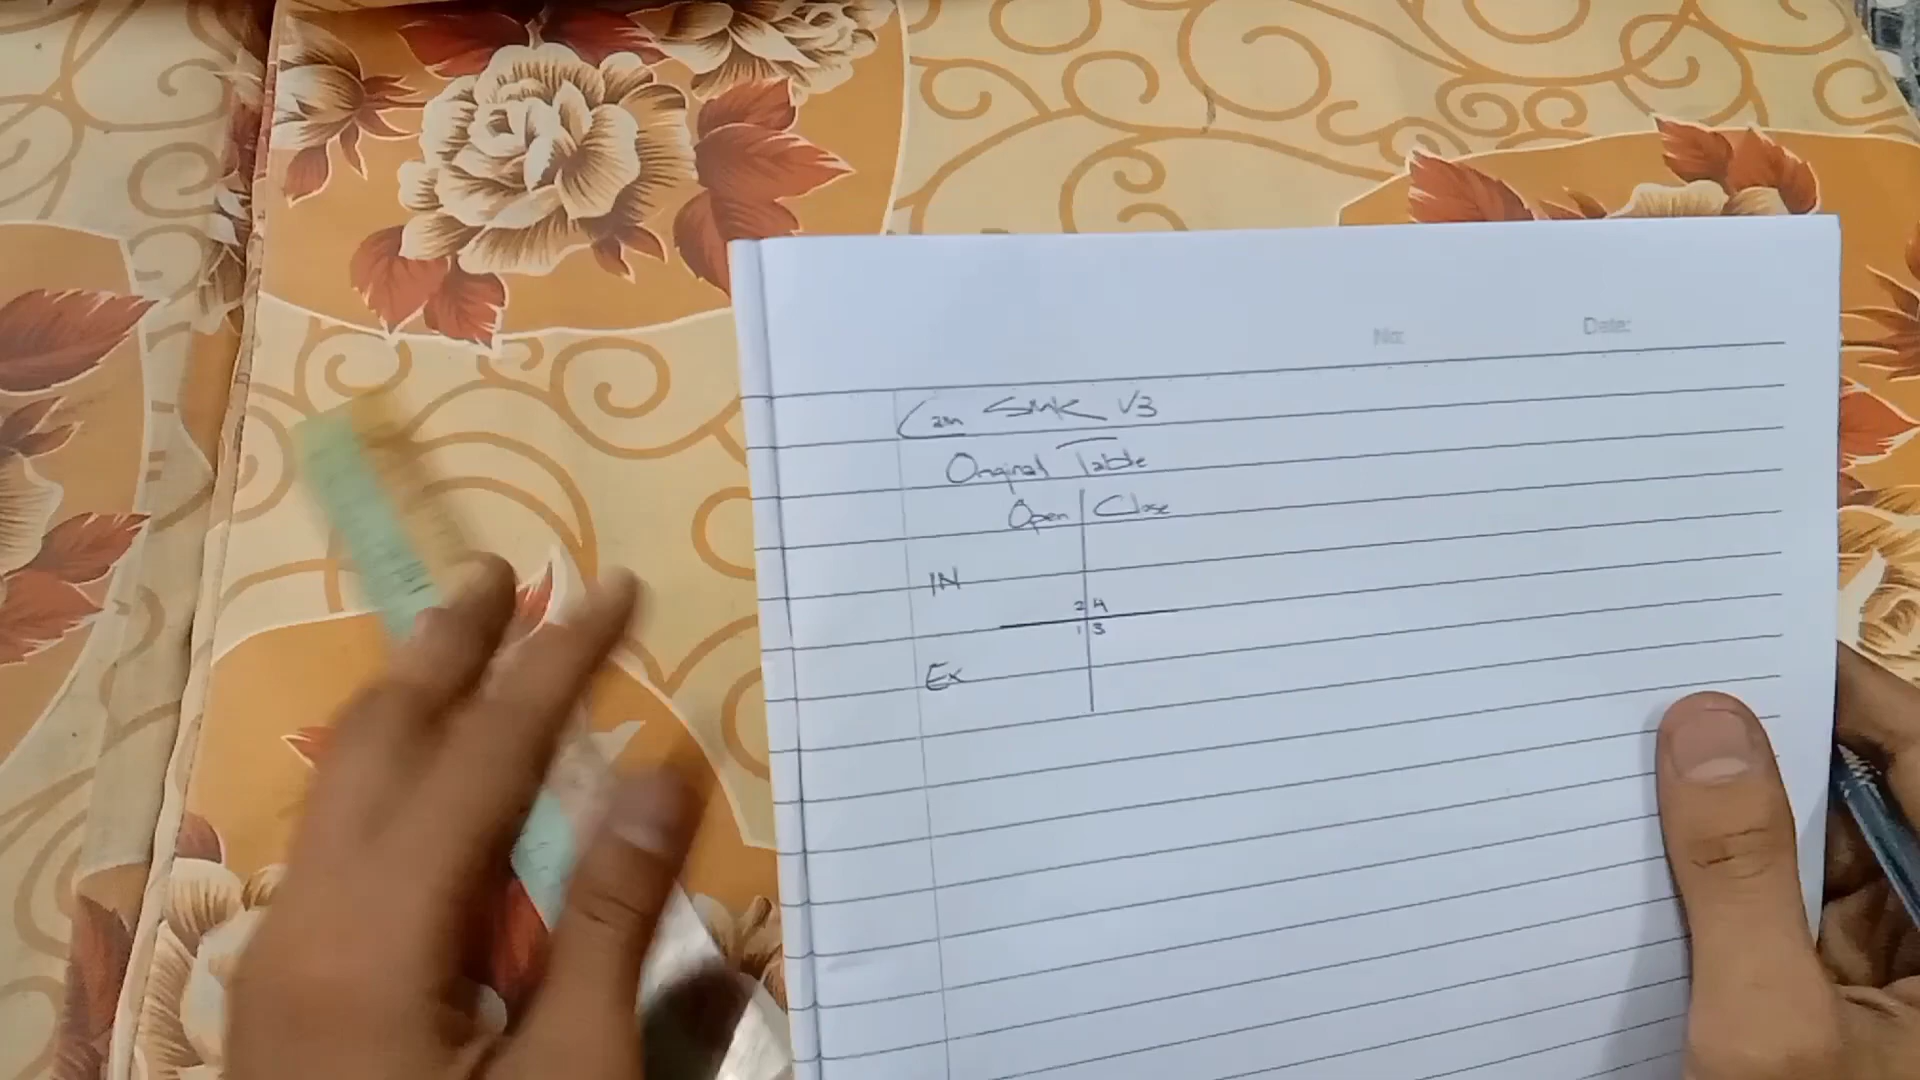 No: Date:
Cam SMK V3
Original Table
Open Close
IN
2 4
1 3
Ex